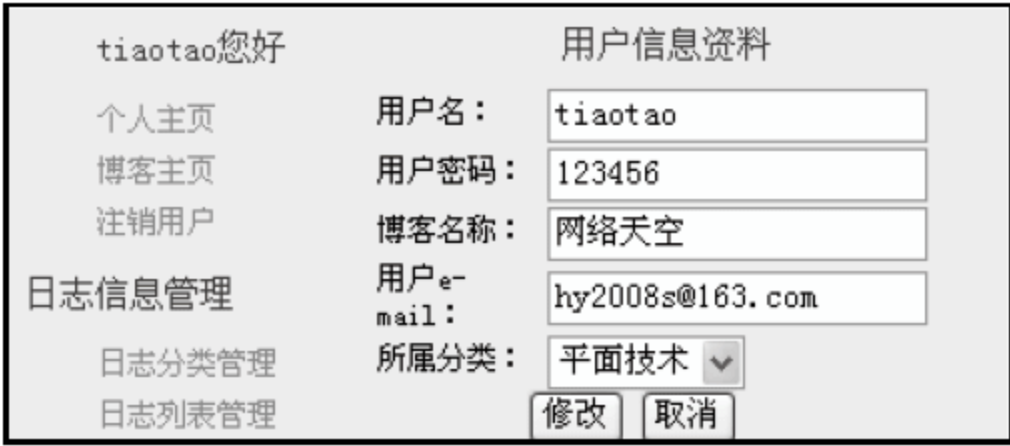 tiaotao您好
个人主页
博客主页
注销用户
日志信息管理
日志分类管理
日志列表管理
用户信息资料
用户名： tiaotao
用户密码： 123456
博客名称： 网络天空
用户e-
mail： hy2008s@163.com
所属分类： 平面技术
修改 取消